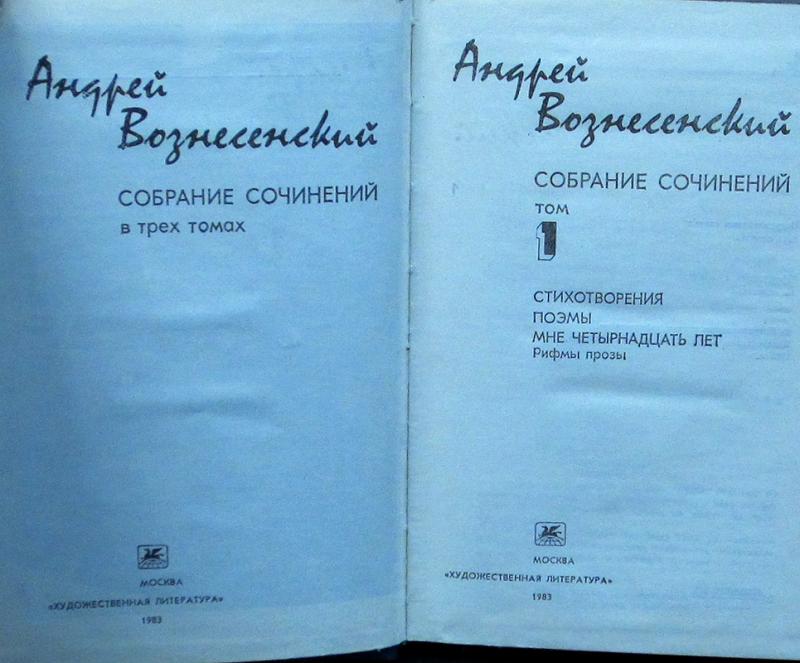 Андрей
Вознесенский
СОБРАНИЕ СОЧИНЕНИЙ
в трех томах
МОСКВА
«ХУДОЖЕСТВЕННАЯ ЛИТЕРАТУРА»
1983
Андрей
Вознесенский
СОБРАНИЕ СОЧИНЕНИЙ
том
1
СТИХОТВОРЕНИЯ
ПОЭМЫ
МНЕ ЧЕТЫРНАДЦАТЬ ЛЕТ
Рифмы прозы
МОСКВА
«ХУДОЖЕСТВЕННАЯ ЛИТЕРАТУРА»
1983